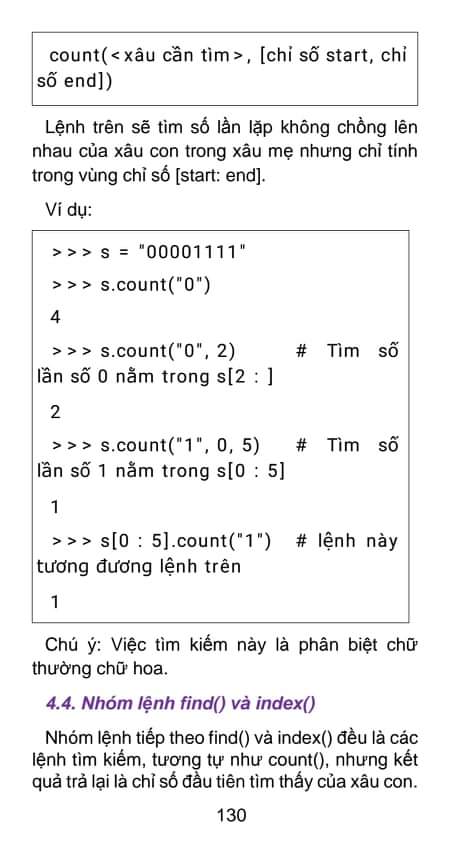 count(<xâu cần tìm>, [chỉ số start, chỉ
số end])
Lệnh trên sẽ tìm số lần lặp không chồng lên
nhau của xâu con trong xâu mẹ nhưng chỉ tính
trong vùng chỉ số [start: end].
Ví dụ:
>>> s = "00001111"
>>> s.count("0")
4
>>> s.count("0", 2) # Tìm số
lần số 0 nằm trong s[2 : ]
2
>>> s.count("1", 0, 5) # Tìm số
lần số 1 nằm trong s[0 : 5]
1
>>> s[0 : 5].count("1") # lệnh này
tương đương lệnh trên
1
Chú ý: Việc tìm kiếm này là phân biệt chữ
thường chữ hoa.
4.4. Nhóm lệnh find() và index()
Nhóm lệnh tiếp theo find() và index() đều là các
lệnh tìm kiếm, tương tự như count(), nhưng kết
quả trả lại là chỉ số đầu tiên tìm thấy của xâu con.
130